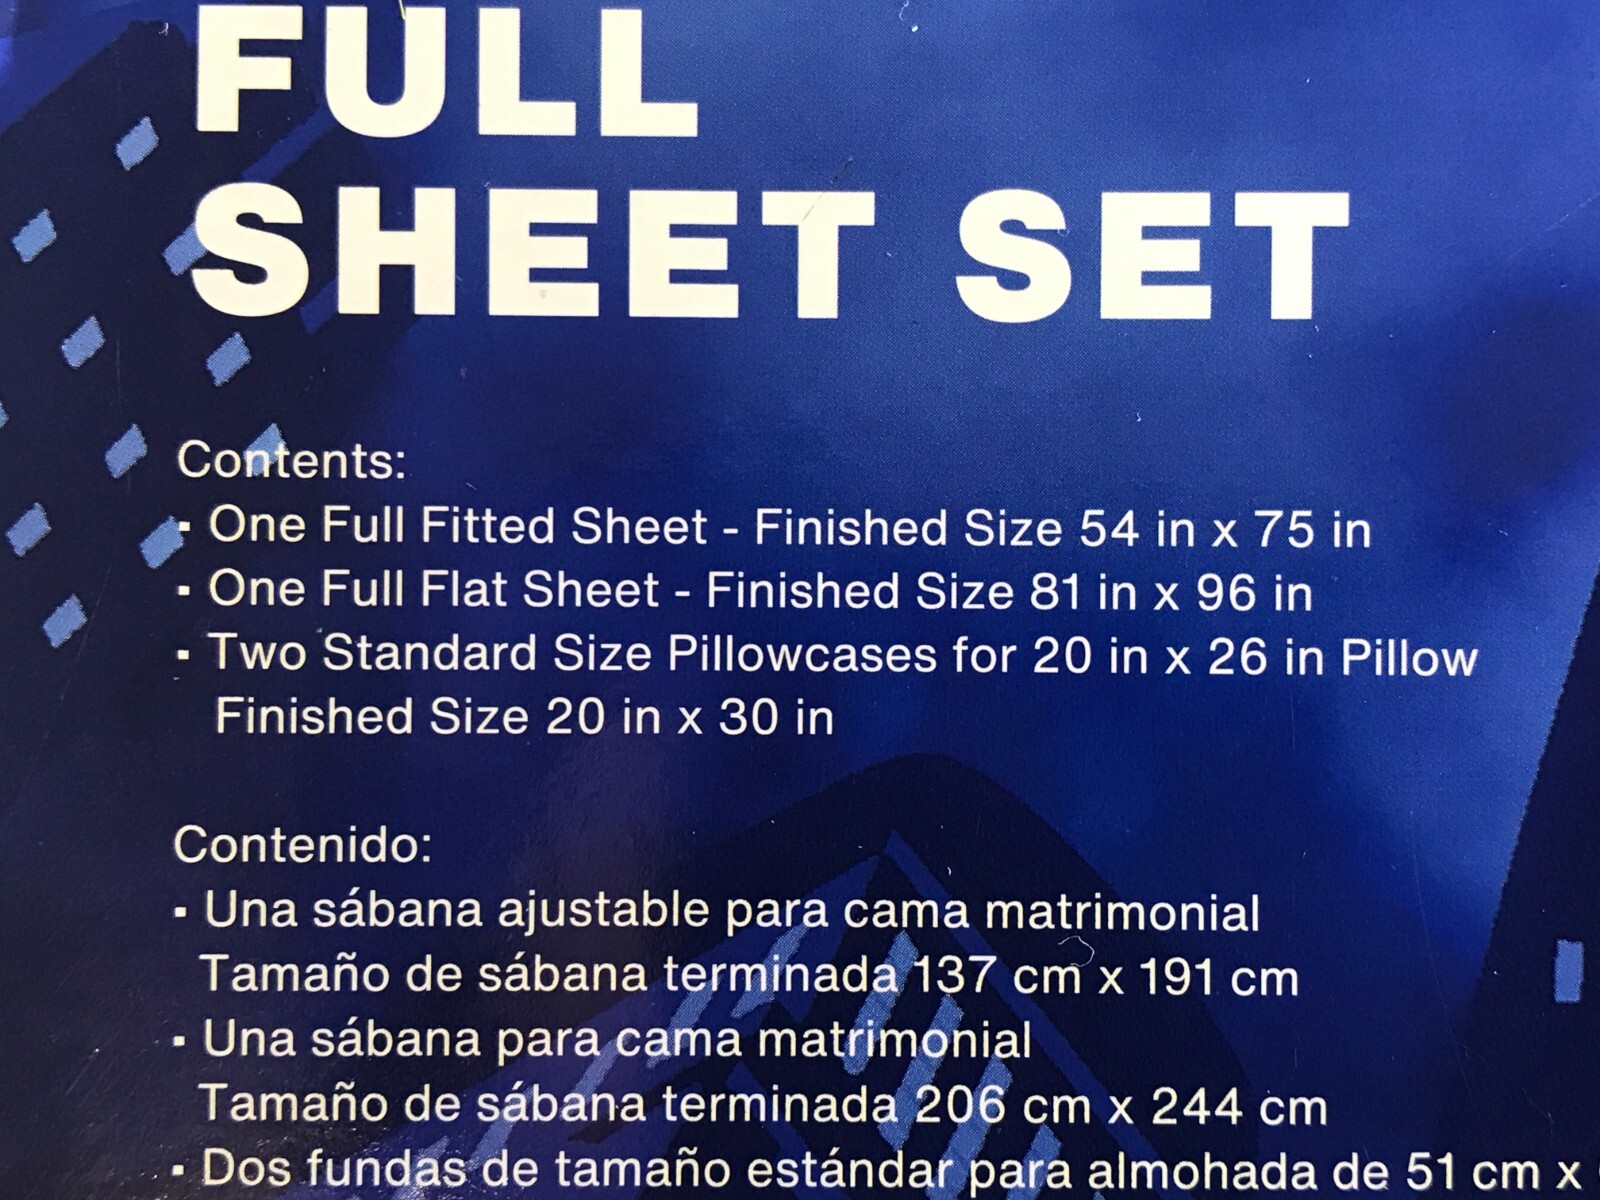 FULL
SHEET SET
Contents:
▪ One Full Fitted Sheet - Finished Size 54 in x 75 in
▪ One Full Flat Sheet - Finished Size 81 in x 96 in
▪ Two Standard Size Pillowcases for 20 in x 26 in Pillow
Finished Size 20 in x 30 in
Contenido:
▪ Una sábana ajustable para cama matrimonial
Tamaño de sábana terminada 137 cm x 191 cm
▪ Una sábana para cama matrimonial
Tamaño de sábana terminada 206 cm x 244 cm
▪ Dos fundas de tamaño estándar para almohada de 51 cm x